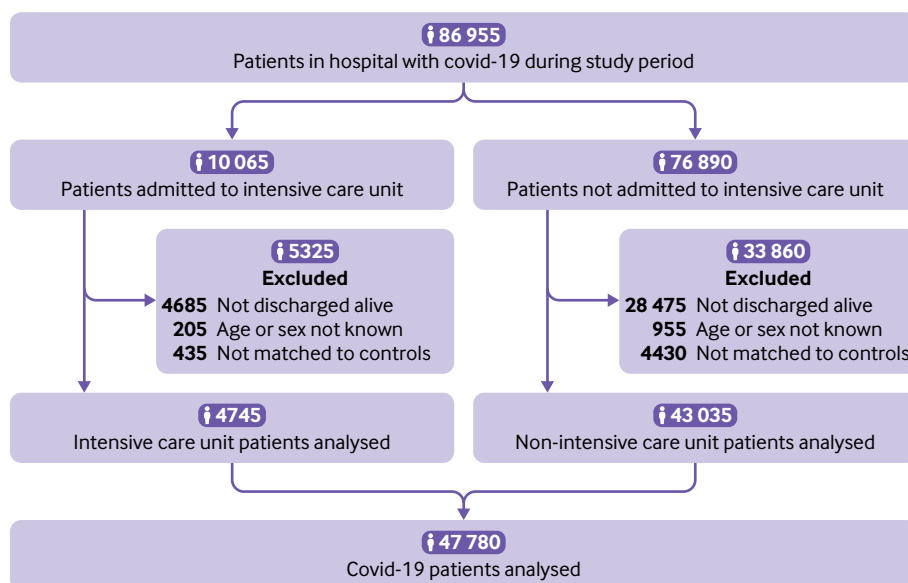 86 955
Patients in hospital with covid-19 during study period
10 065
Patients admitted to intensive care unit
76 890
Patients not admitted to intensive care unit
5325
Excluded
4685 Not discharged alive
205 Age or sex not known
435 Not matched to controls
33 860
Excluded
28 475 Not discharged alive
955 Age or sex not known
4430 Not matched to controls
4745
Intensive care unit patients analysed
43 035
Non-intensive care unit patients analysed
47 780
Covid-19 patients analysed